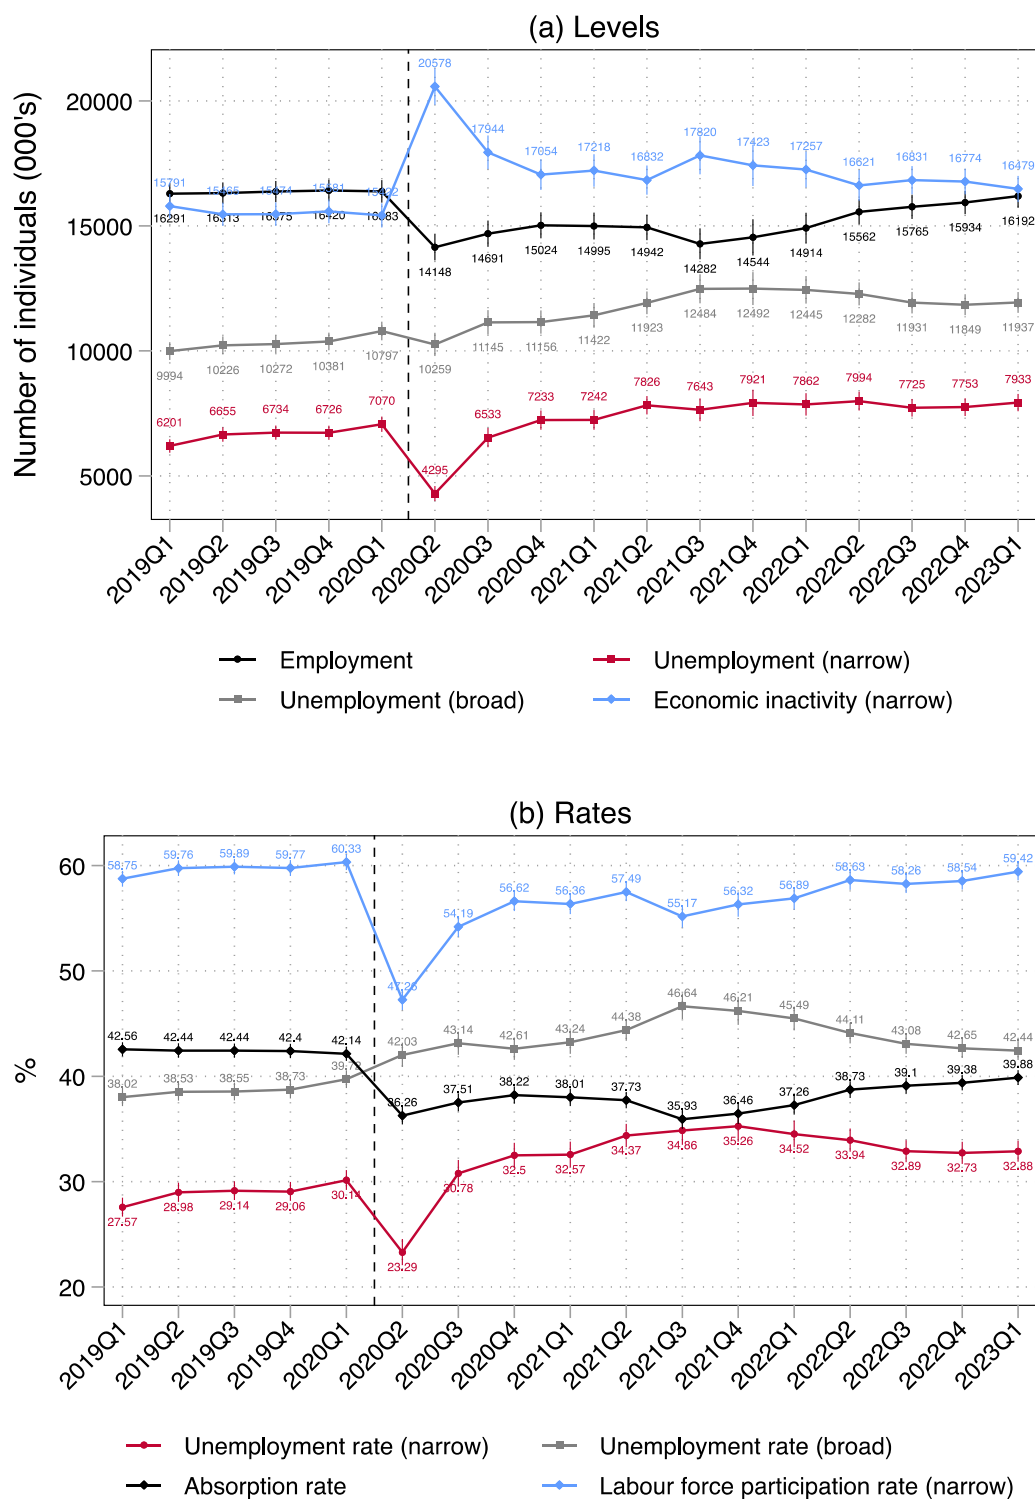 (a) Levels
Number of individuals (000's)
20000
15000
10000
5000
15791 20578 17944 17054 17218 16832 17820 17423 17257 16621 16831 16774 16479
16291 16313 16375 16420 16383 14148 14691 15024 14995 14942 14282 14544 14914 15562 15765 15934 16192
9994 10226 10272 10381 10797 10259 11145 11156 11422 11923 12484 12492 12445 12282 11931 11849 11937
6201 6655 6734 6726 7070 4295 6533 7233 7242 7826 7643 7921 7862 7994 7725 7753 7933
2019Q1 2019Q2 2019Q3 2019Q4 2020Q1 2020Q2 2020Q3 2020Q4 2021Q1 2021Q2 2021Q3 2021Q4 2022Q1 2022Q2 2022Q3 2022Q4 2023Q1
Employment
Unemployment (narrow)
Unemployment (broad)
Economic inactivity (narrow)
(b) Rates
%
60
50
40
30
20
58.75 59.76 59.89 59.77 60.33 47.26 54.19 56.62 56.36 57.49 55.17 56.32 56.89 58.63 58.26 58.54 59.42
42.56 42.44 42.44 42.4 42.14 36.26 37.51 38.22 38.01 37.73 35.93 36.46 37.26 38.73 39.1 39.38 39.88
38.02 38.53 38.55 38.73 42.03 43.14 42.61 43.24 44.38 46.64 46.21 45.49 44.11 43.08 42.65 42.44
27.57 28.98 29.14 29.06 30.14 23.29 30.78 32.5 32.57 34.37 34.86 35.26 34.52 33.94 32.89 32.73 32.88
2019Q1 2019Q2 2019Q3 2019Q4 2020Q1 2020Q2 2020Q3 2020Q4 2021Q1 2021Q2 2021Q3 2021Q4 2022Q1 2022Q2 2022Q3 2022Q4 2023Q1
Unemployment rate (narrow)
Unemployment rate (broad)
Absorption rate
Labour force participation rate (narrow)